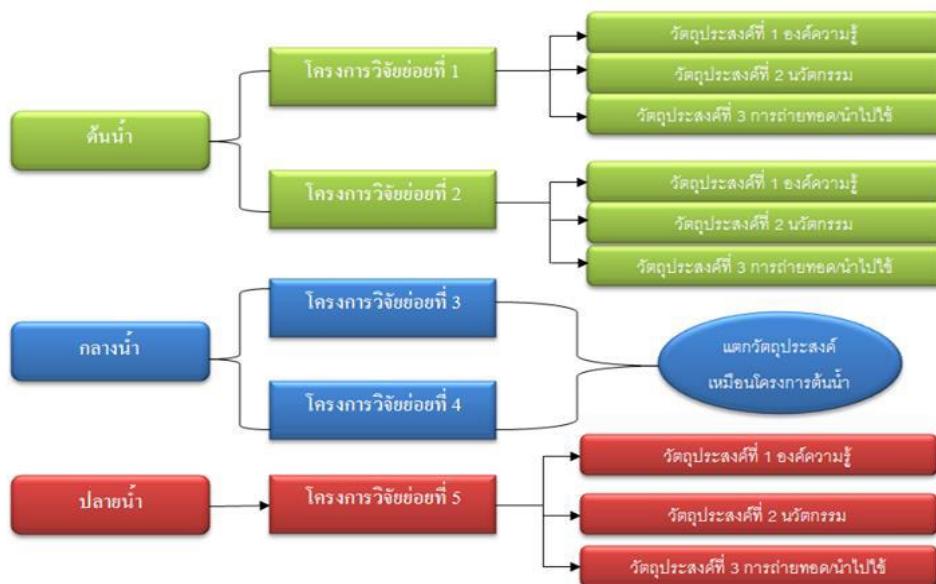 ต้นน้ำ
โครงการวิจัยย่อยที่ 1
วัตถุประสงค์ที่ 1 องค์ความรู้
วัตถุประสงค์ที่ 2 นวัตกรรม
วัตถุประสงค์ที่ 3 การถ่ายทอด/นำไปใช้
โครงการวิจัยย่อยที่ 2
วัตถุประสงค์ที่ 1 องค์ความรู้
วัตถุประสงค์ที่ 2 นวัตกรรม
วัตถุประสงค์ที่ 3 การถ่ายทอด/นำไปใช้
กลางน้ำ
โครงการวิจัยย่อยที่ 3
โครงการวิจัยย่อยที่ 4
แตกวัตถุประสงค์
เหมือนโครงการต้นน้ำ
ปลายน้ำ
โครงการวิจัยย่อยที่ 5
วัตถุประสงค์ที่ 1 องค์ความรู้
วัตถุประสงค์ที่ 2 นวัตกรรม
วัตถุประสงค์ที่ 3 การถ่ายทอด/นำไปใช้